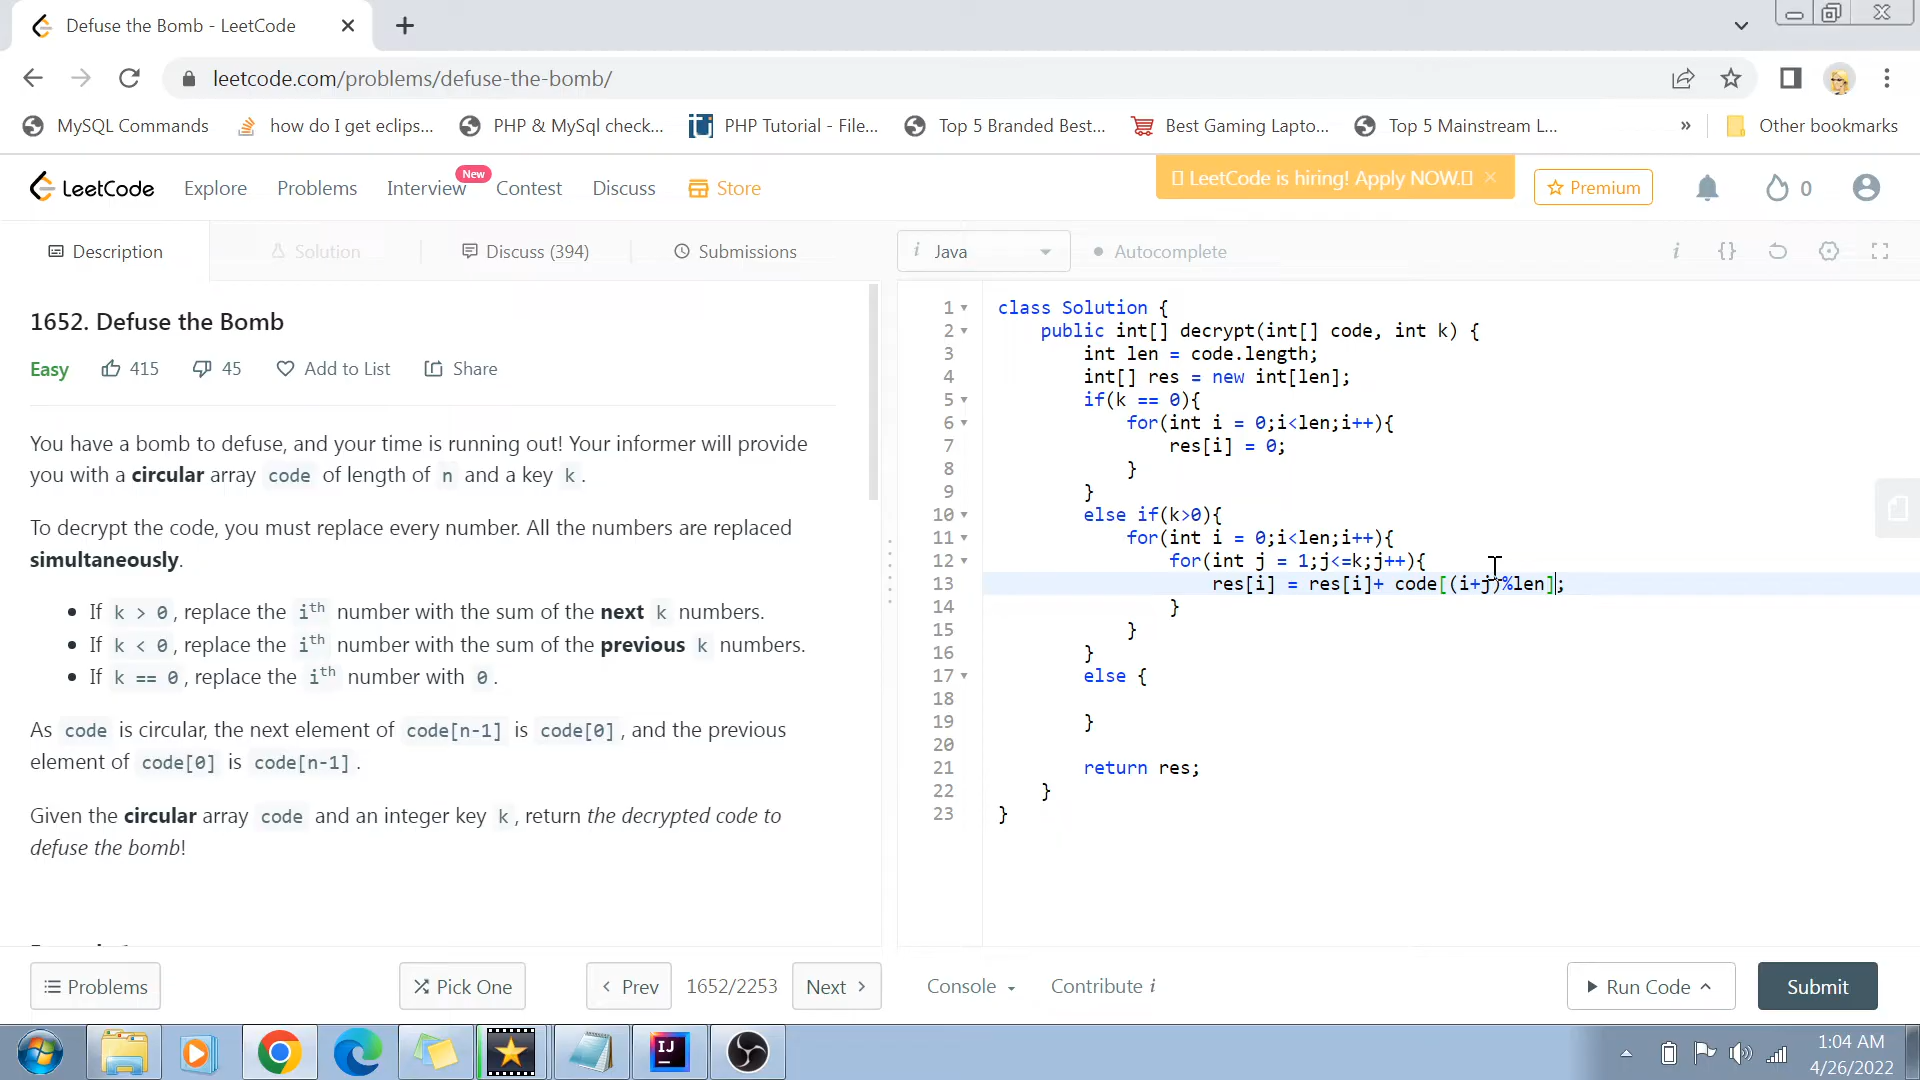 Defuse the Bomb - LeetCode
leetcode.com/problems/defuse-the-bomb/
MySQL Commands how do I get eclips... PHP & MySql check... PHP Tutorial - File... Top 5 Branded Best... Best Gaming Lapto... Top 5 Mainstream L... » Other bookmarks
LeetCode Explore Problems Interview New Contest Discuss Store LeetCode is hiring! Apply NOW. Premium 0
Description Solution Discuss (394) Submissions i Java Autocomplete i {}
1652. Defuse the Bomb
Easy 415 45 Add to List Share
You have a bomb to defuse, and your time is running out! Your informer will provide
you with a circular array code of length of n and a key k.
To decrypt the code, you must replace every number. All the numbers are replaced
simultaneously.
• If k > 0, replace the ith number with the sum of the next k numbers.
• If k < 0, replace the ith number with the sum of the previous k numbers.
• If k == 0, replace the ith number with 0.
As code is circular, the next element of code[n-1] is code[0], and the previous
element of code[0] is code[n-1].
Given the circular array code and an integer key k, return the decrypted code to
defuse the bomb!
1 class Solution {
2 public int[] decrypt(int[] code, int k) {
3 int len = code.length;
4 int[] res = new int[len];
5 if(k == 0){
6 for(int i = 0;i<len;i++){
7 res[i] = 0;
8 }
9 }
10 else if(k>0){
11 for(int i = 0;i<len;i++){
12 for(int j = 1;j<=k;j++){
13 res[i] = res[i]+ code[(i+j)%len];
14 }
15 }
16 }
17 else {
18
19 }
20
21 return res;
22 }
23 }
Problems Pick One Prev 1652/2253 Next Console Contribute i Run Code Submit
IJ
1:04 AM
4/26/2022